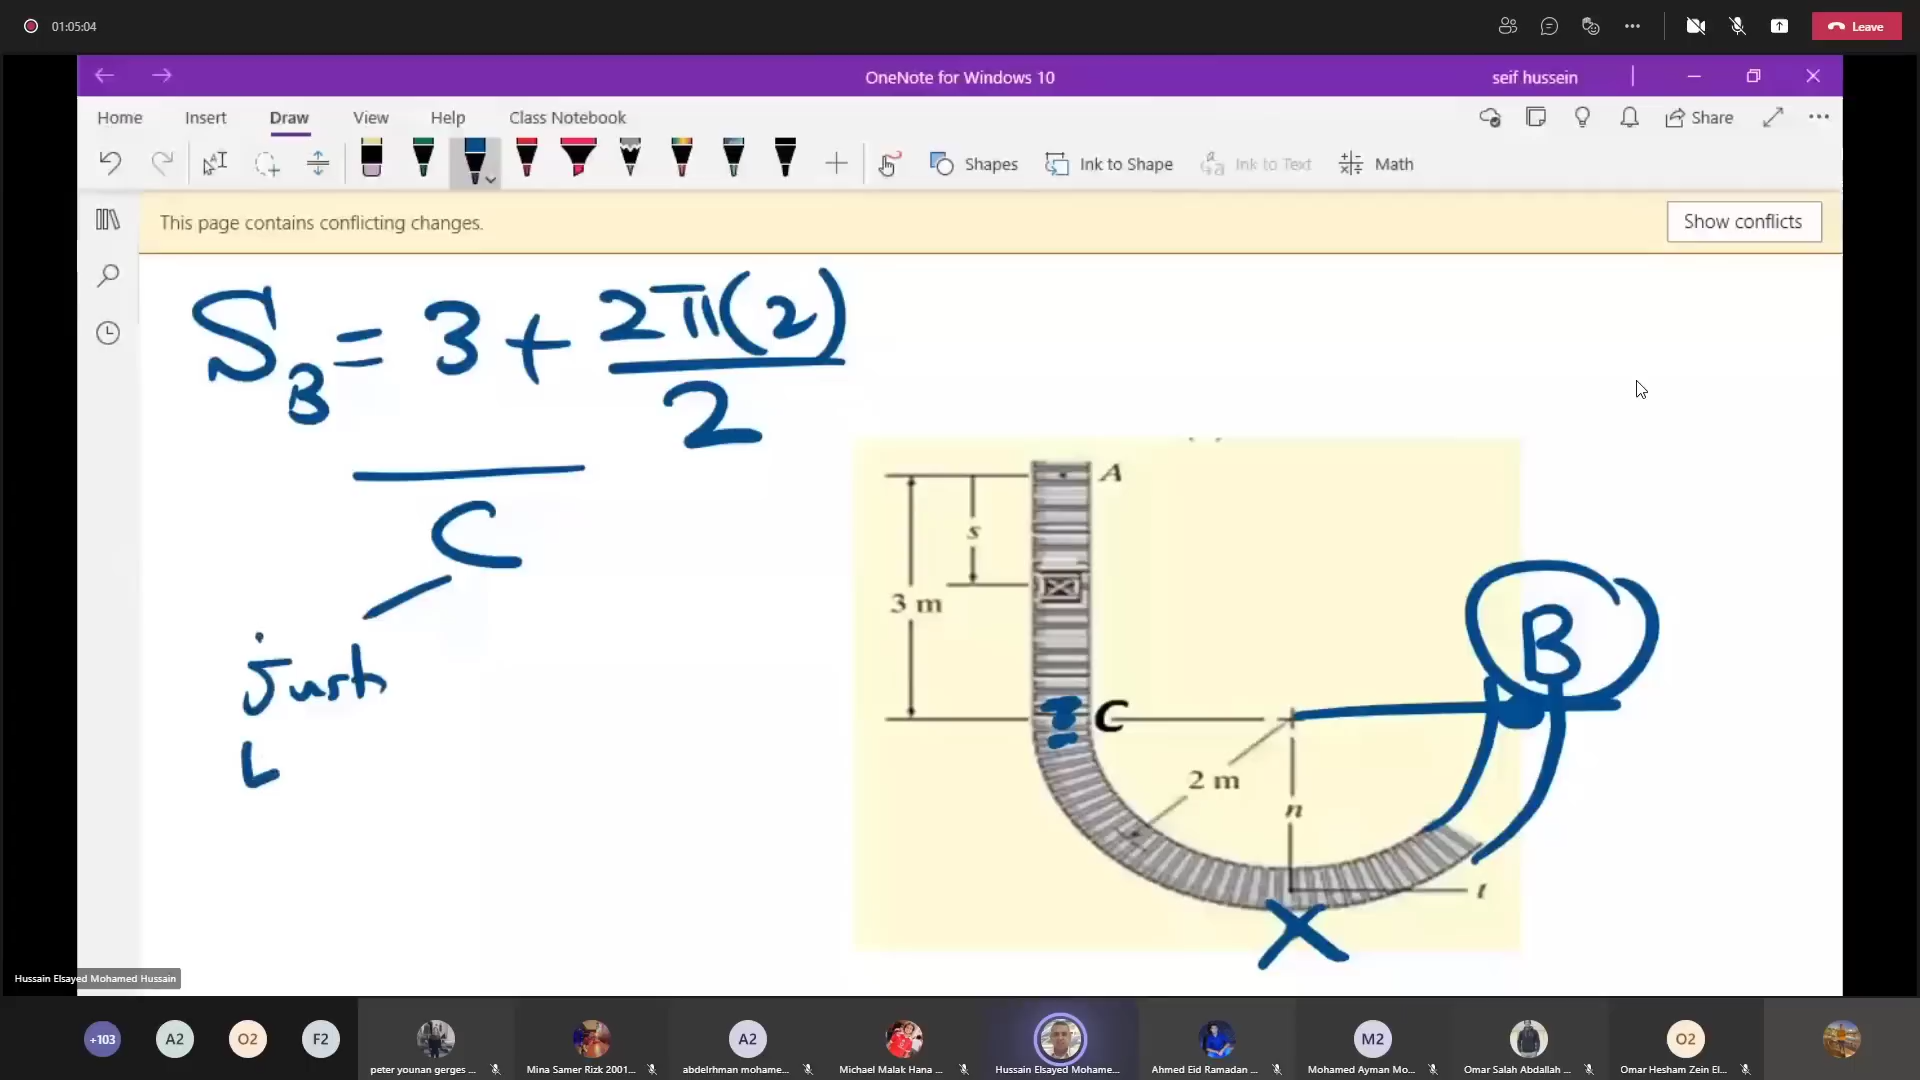 01:05:04
Leave
OneNote for Windows 10
seif hussein
Home Insert Draw View Help Class Notebook
Share
Shapes Ink to Shape Ink to Text Math
This page contains conflicting changes.
Show conflicts
S_B = 3 + 2π(2)/2
C
just
A
s
3 m
C
B
2 m
n
t
X
Hussain Elsayed Mohamed Hussain
+103 A2 O2 F2 A2 M2 O2
peter younan gerges ... Mina Samer Rizk 2001... abdelrhman mohame... Michael Malak Hana ... Hussain Elsayed Mohame... Ahmed Eid Ramadan ... Mohamed Ayman Mo... Omar Salah Abdallah ... Omar Hesham Zein El...